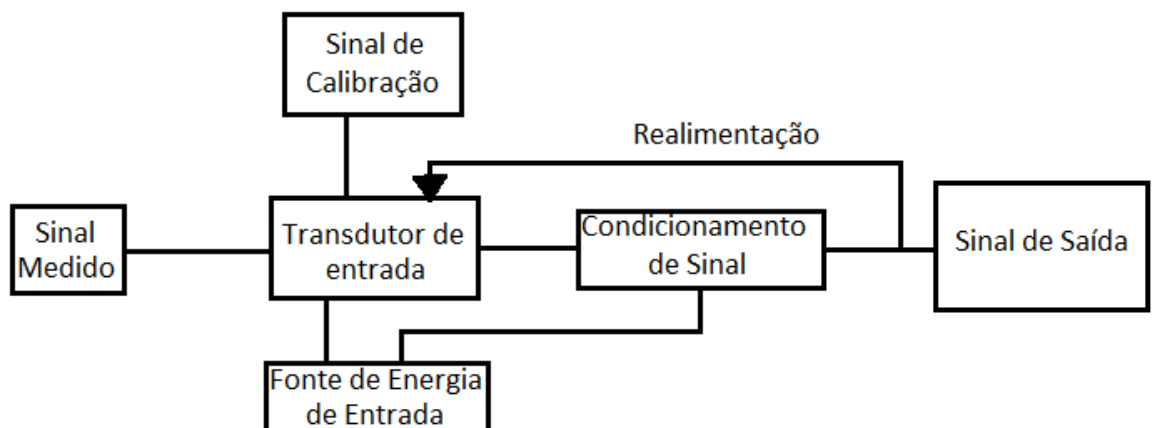 Sinal de
Calibração
Realimentação
Sinal
Medido
Transdutor de
entrada
Condicionamento
de Sinal
Sinal de Saída
Fonte de Energia
de Entrada